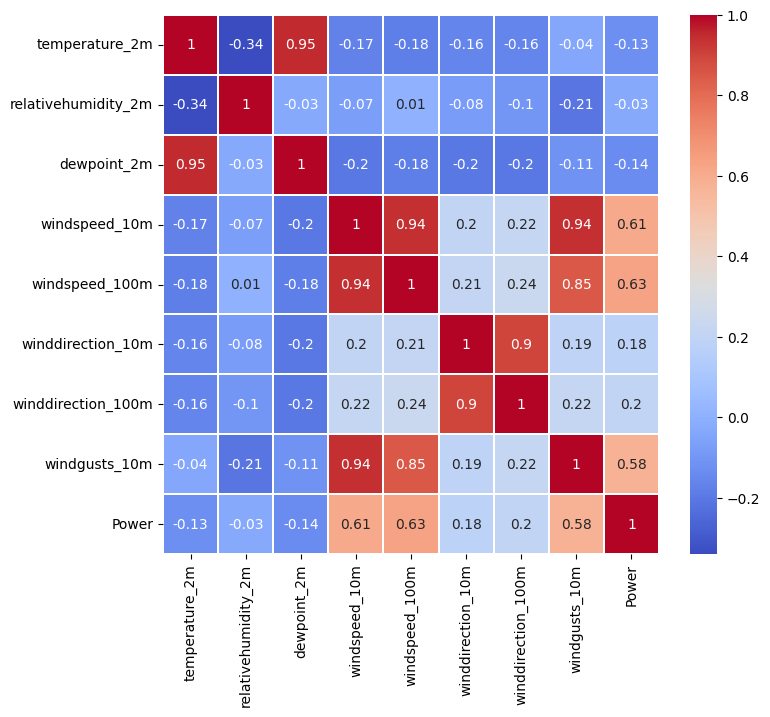 temperature_2m 1 -0.34 0.95 -0.17 -0.18 -0.16 -0.16 -0.04 -0.13
relativehumidity_2m -0.34 1 -0.03 -0.07 0.01 -0.08 -0.1 -0.21 -0.03
dewpoint_2m 0.95 -0.03 1 -0.2 -0.18 -0.2 -0.2 -0.11 -0.14
windspeed_10m -0.17 -0.07 -0.2 1 0.94 0.2 0.22 0.94 0.61
windspeed_100m -0.18 0.01 -0.18 0.94 1 0.21 0.24 0.85 0.63
winddirection_10m -0.16 -0.08 -0.2 0.2 0.21 1 0.9 0.19 0.18
winddirection_100m -0.16 -0.1 -0.2 0.22 0.24 0.9 1 0.22 0.2
windgusts_10m -0.04 -0.21 -0.11 0.94 0.85 0.19 0.22 1 0.58
Power -0.13 -0.03 -0.14 0.61 0.63 0.18 0.2 0.58 1
temperature_2m
relativehumidity_2m
dewpoint_2m
windspeed_10m
windspeed_100m
winddirection_10m
winddirection_100m
windgusts_10m
Power
1.0
0.8
0.6
0.4
0.2
0.0
−0.2